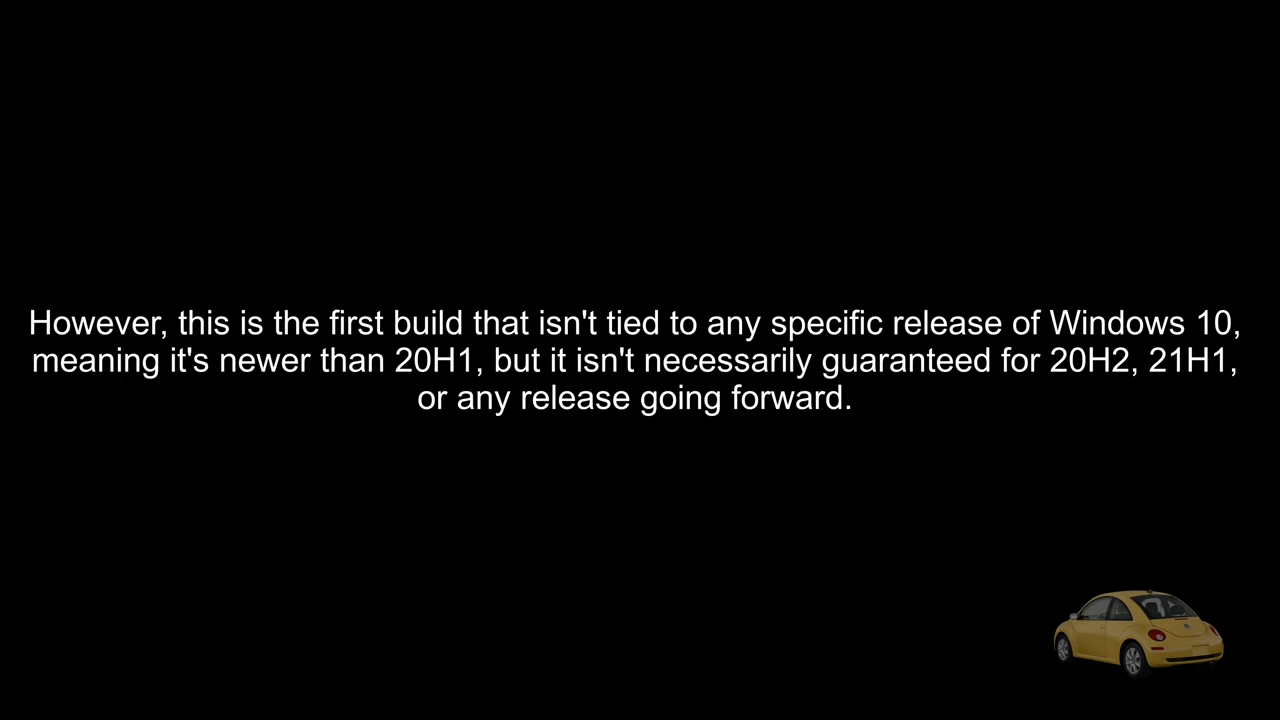 However, this is the first build that isn't tied to any specific release of Windows 10,
meaning it's newer than 20H1, but it isn't necessarily guaranteed for 20H2, 21H1,
or any release going forward.